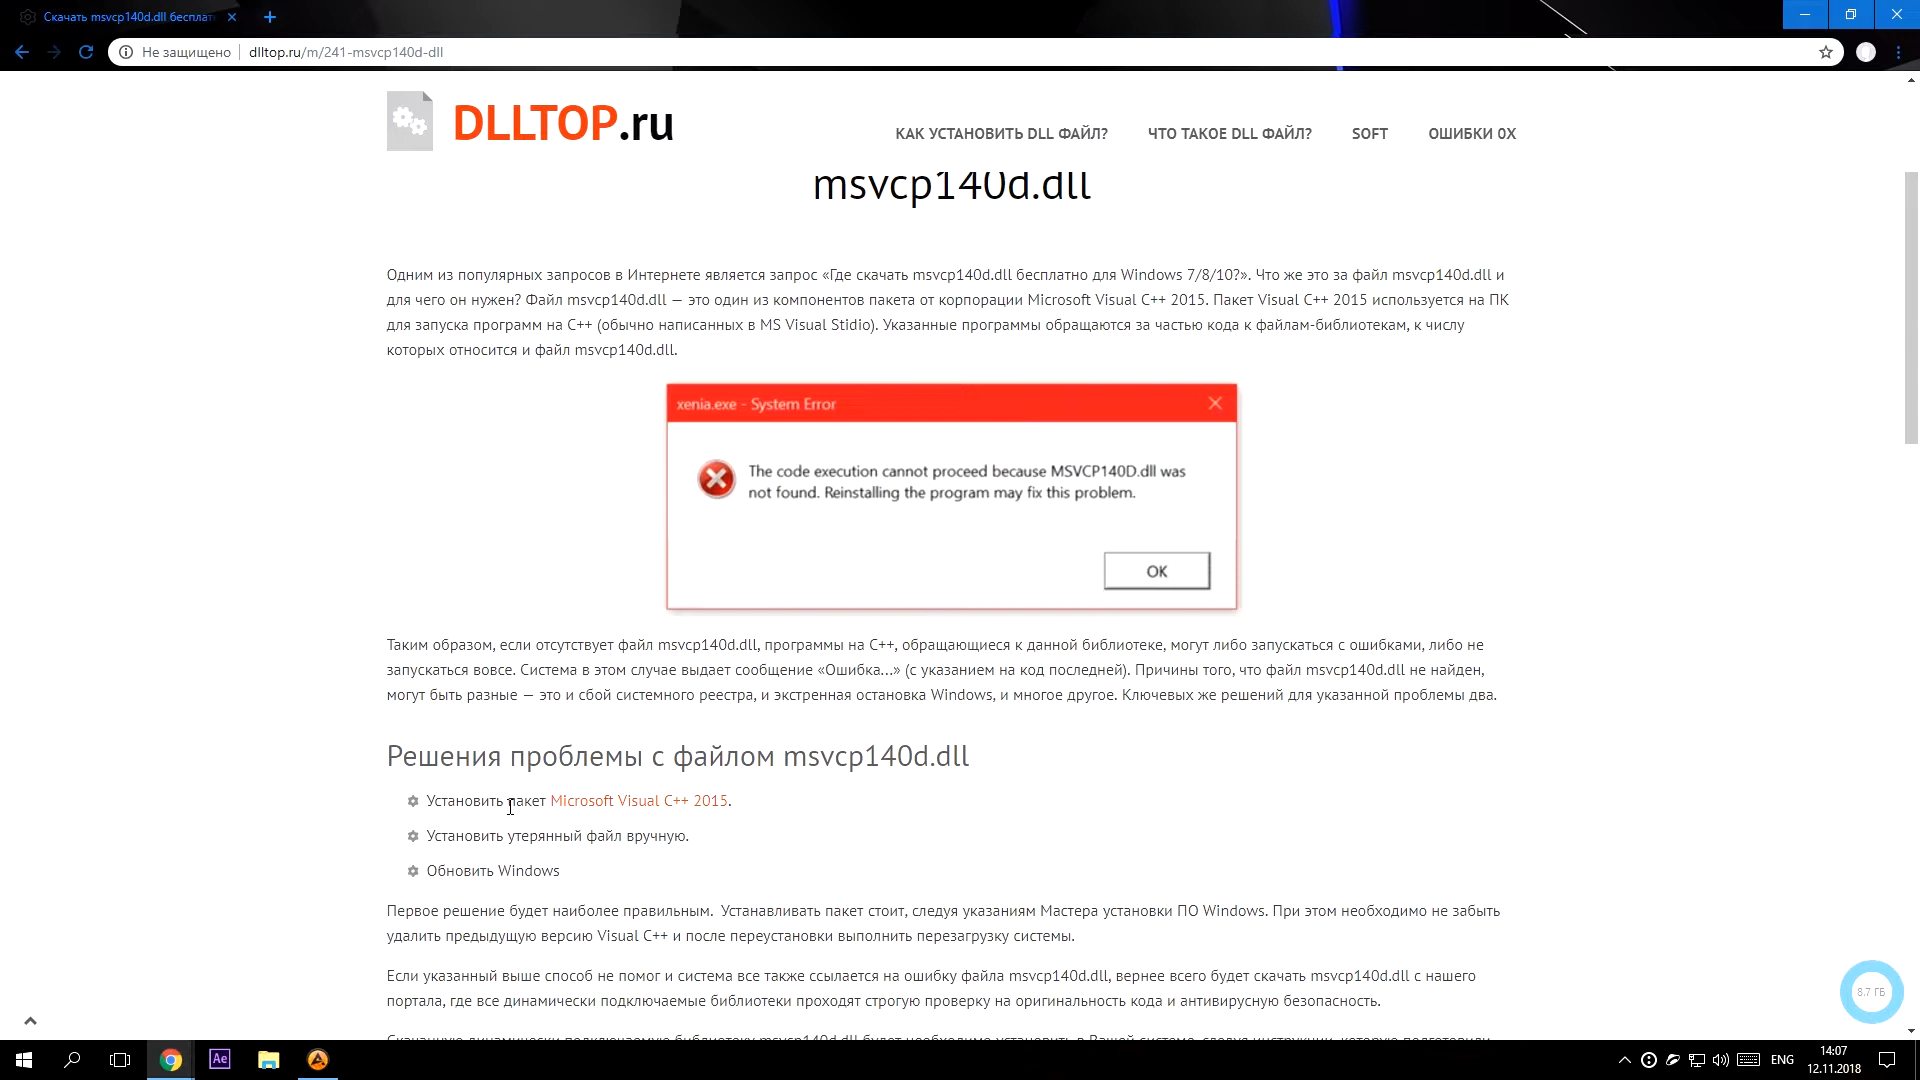 Скачать msvcp140d.dll бесплат
Не защищено
dlltop.ru/m/241-msvcp140d-dll
DLLTOP.ru
КАК УСТАНОВИТЬ DLL ФАЙЛ?
ЧТО ТАКОЕ DLL ФАЙЛ?
SOFT
ОШИБКИ 0X
msvcp140d.dll
Одним из популярных запросов в Интернете является запрос «Где скачать msvcp140d.dll бесплатно для Windows 7/8/10?». Что же это за файл msvcp140d.dll и
для чего он нужен? Файл msvcp140d.dll — это один из компонентов пакета от корпорации Microsoft Visual C++ 2015. Пакет Visual C++ 2015 используется на ПК
для запуска программ на C++ (обычно написанных в MS Visual Stidio). Указанные программы обращаются за частью кода к файлам-библиотекам, к числу
которых относится и файл msvcp140d.dll.
xenia.exe - System Error
The code execution cannot proceed because MSVCP140D.dll was
not found. Reinstalling the program may fix this problem.
OK
Таким образом, если отсутствует файл msvcp140d.dll, программы на C++, обращающиеся к данной библиотеке, могут либо запускаться с ошибками, либо не
запускаться вовсе. Система в этом случае выдает сообщение «Ошибка...» (с указанием на код последней). Причины того, что файл msvcp140d.dll не найден,
могут быть разные — это и сбой системного реестра, и экстренная остановка Windows, и многое другое. Ключевых же решений для указанной проблемы два.
Решения проблемы с файлом msvcp140d.dll
Установить пакет Microsoft Visual C++ 2015.
Установить утерянный файл вручную.
Обновить Windows
Первое решение будет наиболее правильным. Устанавливать пакет стоит, следуя указаниям Мастера установки ПО Windows. При этом необходимо не забыть
удалить предыдущую версию Visual C++ и после переустановки выполнить перезагрузку системы.
Если указанный выше способ не помог и система все также ссылается на ошибку файла msvcp140d.dll, вернее всего будет скачать msvcp140d.dll с нашего
портала, где все динамически подключаемые библиотеки проходят строгую проверку на оригинальность кода и антивирусную безопасность.
8.7 ГБ
Ae
ENG
14:07
12.11.2018